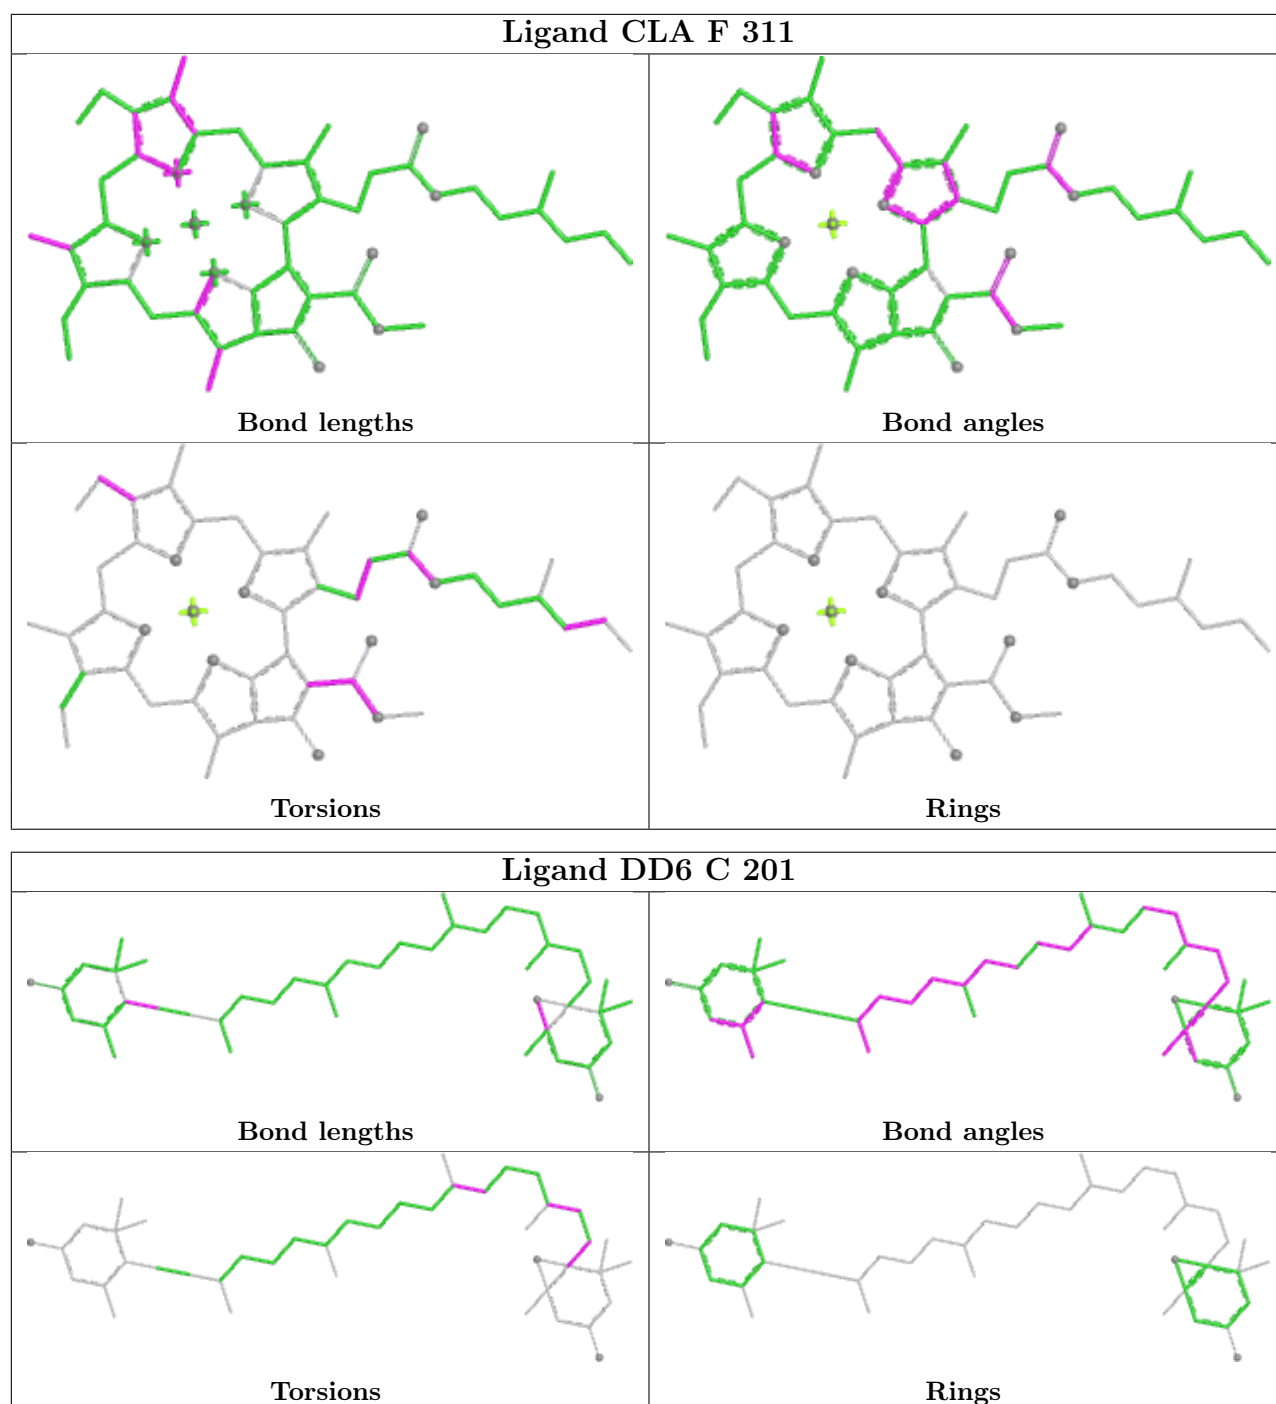 Ligand CLA F 311
Bond lengths
Bond angles
Torsions
Rings
Ligand DD6 C 201
Bond lengths
Bond angles
Torsions
Rings